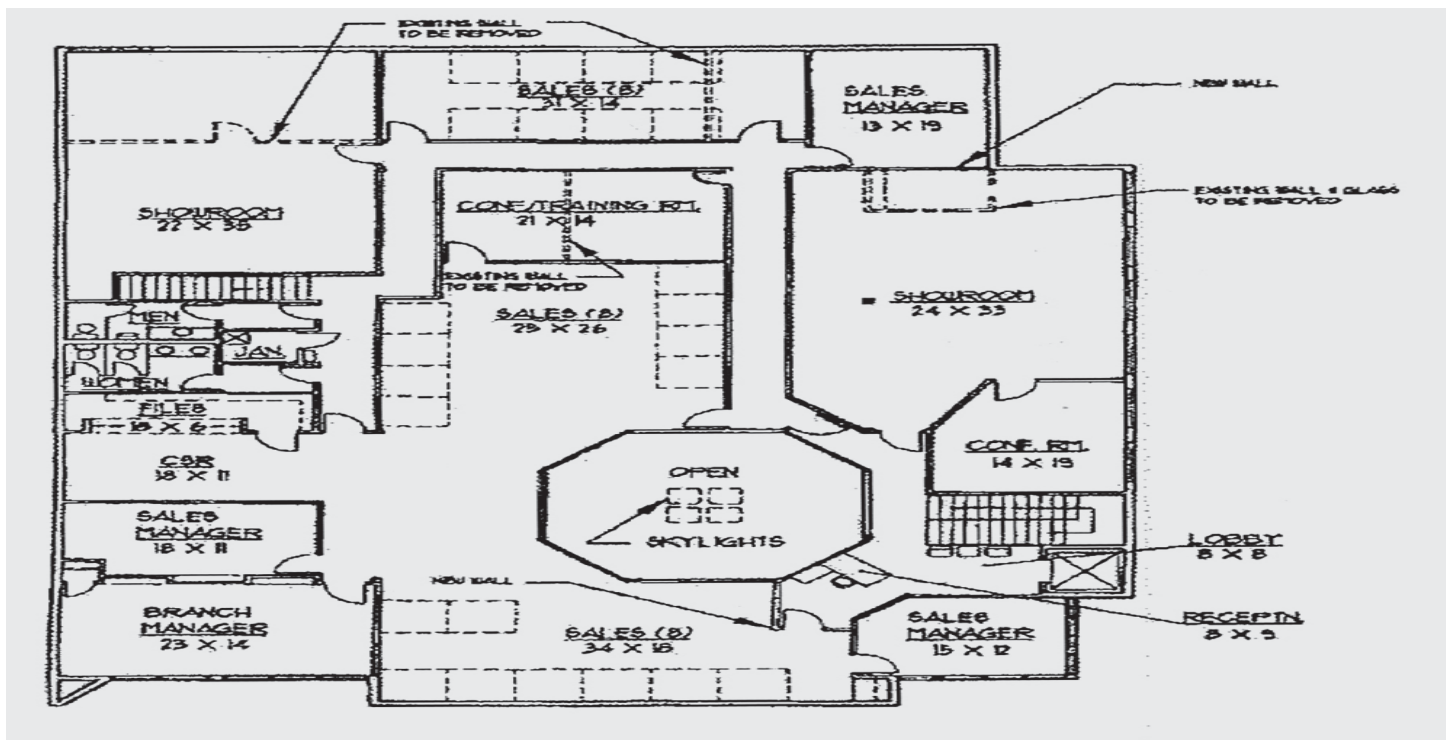 EXISTING WALL
TO BE REMOVED
SALES (8)
31 X 14
SALES
MANAGER
13 X 19
NEW WALL
EXISTING WALL & GLASS
TO BE REMOVED
SHOWROOM
22 X 35
CONF./TRAINING RM.
21 X 14
EXISTING WALL
TO BE REMOVED
SALES (8)
29 X 26
SHOWROOM
24 X 33
MEN
JAN.
WOMEN
FILES
18 X 6
CSR
18 X 11
CONF. RM.
14 X 19
OPEN
SKYLIGHTS
SALES
MANAGER
18 X 11
LOBBY
8 X 8
NEW WALL
BRANCH
MANAGER
23 X 14
SALES (8)
34 X 18
SALES
MANAGER
15 X 12
RECEPT'N.
8 X 9